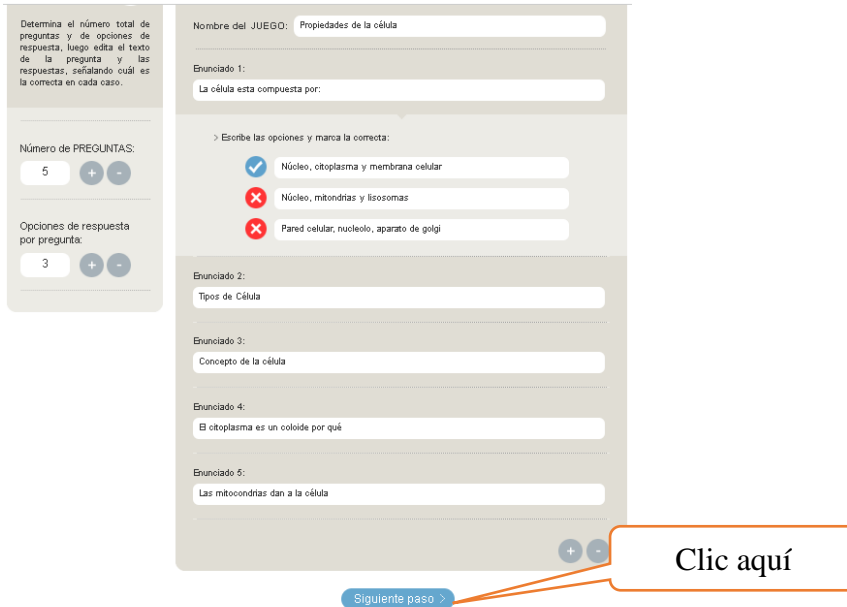 Determina el número total de
preguntas y de opciones de
respuesta, luego edita el texto
de la pregunta y las
respuestas, señalando cuál es
la correcta en cada caso.
Número de PREGUNTAS:
5 + -
Opciones de respuesta
por pregunta:
3 + -
Nombre del JUEGO: Propiedades de la célula
Enunciado 1:
La célula esta compuesta por:
> Escribe las opciones y marca la correcta:
Núcleo, citoplasma y membrana celular
Núcleo, mitondrias y lisosomas
Pared celular, nucleolo, aparato de golgi
Enunciado 2:
Tipos de Célula
Enunciado 3:
Concepto de la célula
Enunciado 4:
El citoplasma es un coloide por qué
Enunciado 5:
Las mitocondrias dan a la célula
+ -
Siguiente paso >
Clic aquí